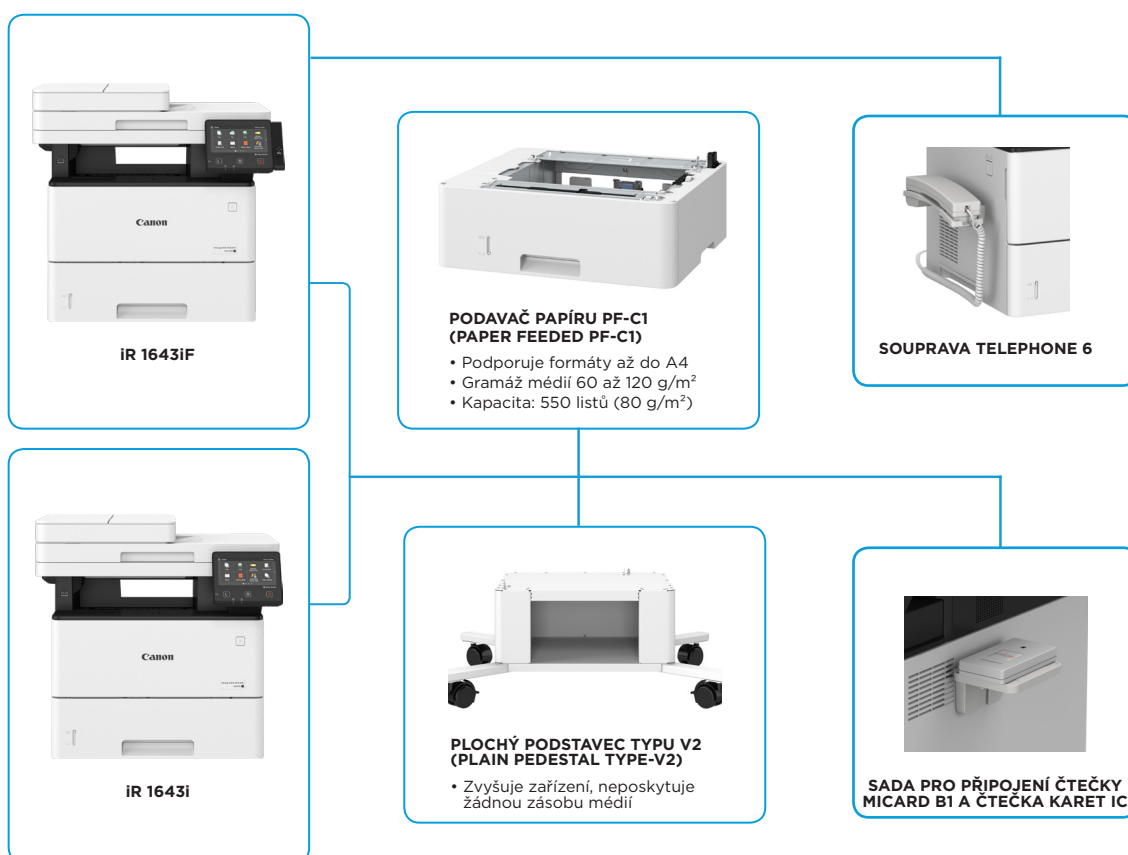 Canon
iR 1643iF
PODAVAČ PAPÍRU PF-C1
(PAPER FEEDED PF-C1)
• Podporuje formáty až do A4
• Gramáž médií 60 až 120 g/m²
• Kapacita: 550 listů (80 g/m²)
SOUPRAVA TELEPHONE 6
Canon
iR 1643i
PLOCHÝ PODSTAVEC TYPU V2
(PLAIN PEDESTAL TYPE-V2)
• Zvyšuje zařízení, neposkytuje
žádnou zásobu médií
SADA PRO PŘIPOJENÍ ČTEČKY
MICARD B1 A ČTEČKA KARET IC